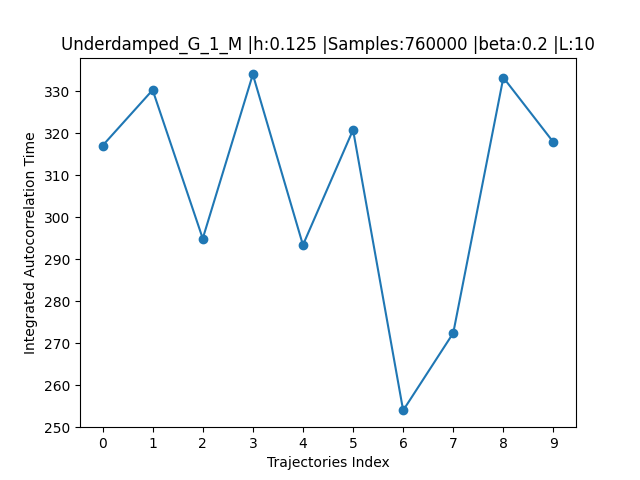 Underdamped_G_1_M |h:0.125 |Samples:760000 |beta:0.2 |L:10
Integrated Autocorrelation Time
330
320
310
300
290
280
270
260
250
0 1 2 3 4 5 6 7 8 9
Trajectories Index